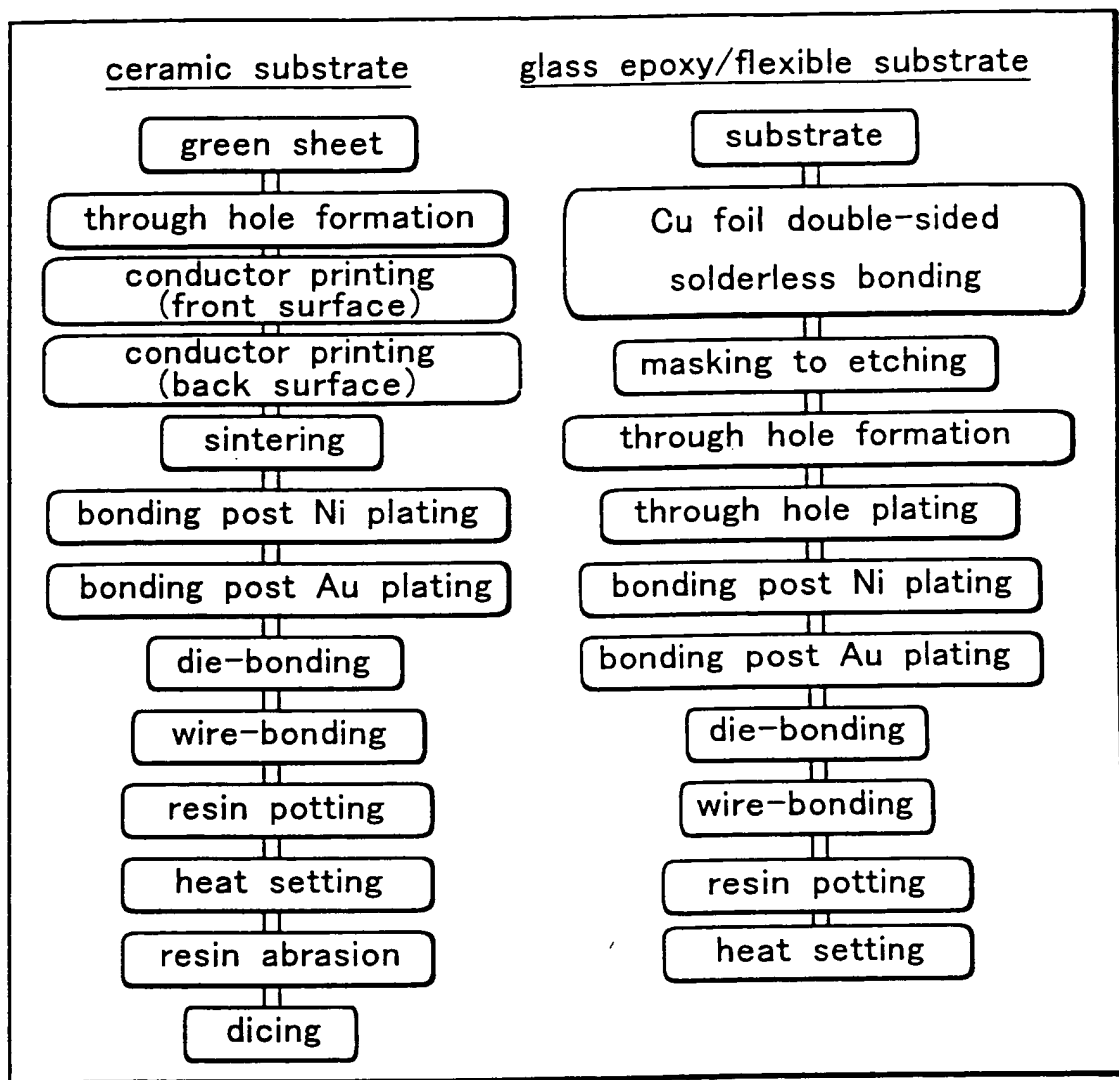 ceramic substrate
green sheet
through hole formation
conductor printing
(front surface)
conductor printing
(back surface)
sintering
bonding post Ni plating
bonding post Au plating
die-bonding
wire-bonding
resin potting
heat setting
resin abrasion
dicing
glass epoxy/flexible substrate
substrate
Cu foil double-sided
solderless bonding
masking to etching
through hole formation
through hole plating
bonding post Ni plating
bonding post Au plating
die-bonding
wire-bonding
resin potting
heat setting